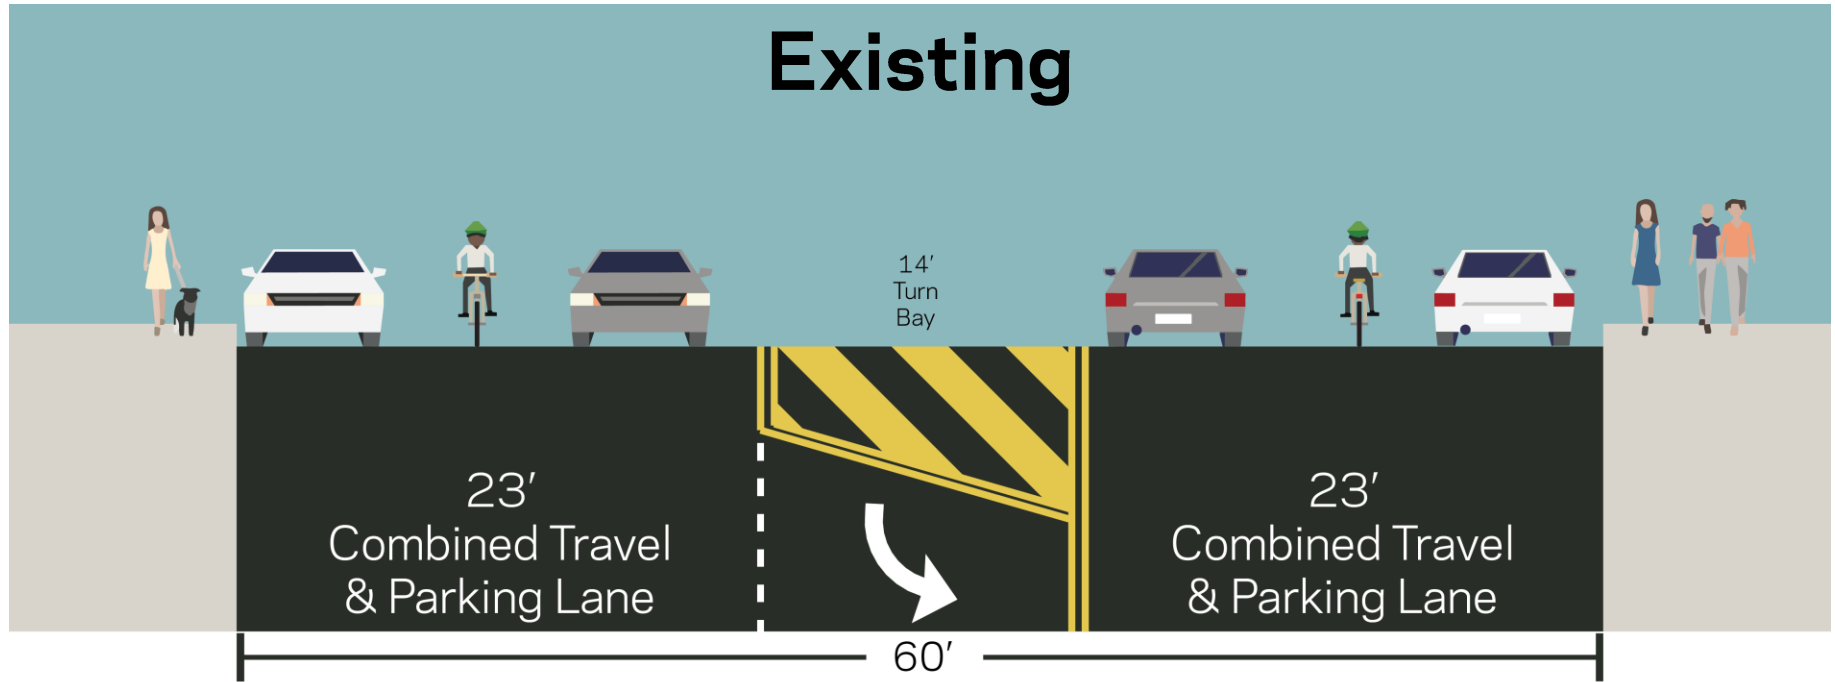 Existing
14′
Turn
Bay
23′
Combined Travel
& Parking Lane
23′
Combined Travel
& Parking Lane
60′